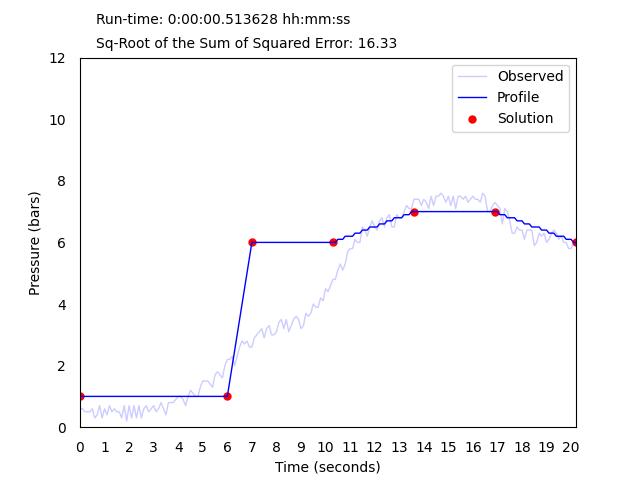 Run-time: 0:00:00.513628 hh:mm:ss
Sq-Root of the Sum of Squared Error: 16.33
12
10
8
6
4
2
0
Pressure (bars)
Observed
Profile
Solution
0 1 2 3 4 5 6 7 8 9 10 11 12 13 14 15 16 17 18 19 20
Time (seconds)